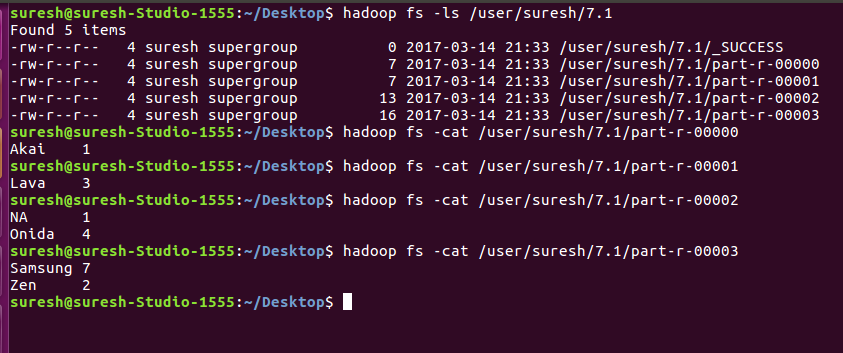 suresh@suresh-Studio-1555:~/Desktop$ hadoop fs -ls /user/suresh/7.1
Found 5 items
-rw-r--r--   4 suresh supergroup          0 2017-03-14 21:33 /user/suresh/7.1/_SUCCESS
-rw-r--r--   4 suresh supergroup          7 2017-03-14 21:33 /user/suresh/7.1/part-r-00000
-rw-r--r--   4 suresh supergroup          7 2017-03-14 21:33 /user/suresh/7.1/part-r-00001
-rw-r--r--   4 suresh supergroup         13 2017-03-14 21:33 /user/suresh/7.1/part-r-00002
-rw-r--r--   4 suresh supergroup         16 2017-03-14 21:33 /user/suresh/7.1/part-r-00003
suresh@suresh-Studio-1555:~/Desktop$ hadoop fs -cat /user/suresh/7.1/part-r-00000
Akai    1
suresh@suresh-Studio-1555:~/Desktop$ hadoop fs -cat /user/suresh/7.1/part-r-00001
Lava    3
suresh@suresh-Studio-1555:~/Desktop$ hadoop fs -cat /user/suresh/7.1/part-r-00002
NA      1
Onida   4
suresh@suresh-Studio-1555:~/Desktop$ hadoop fs -cat /user/suresh/7.1/part-r-00003
Samsung 7
Zen     2
suresh@suresh-Studio-1555:~/Desktop$